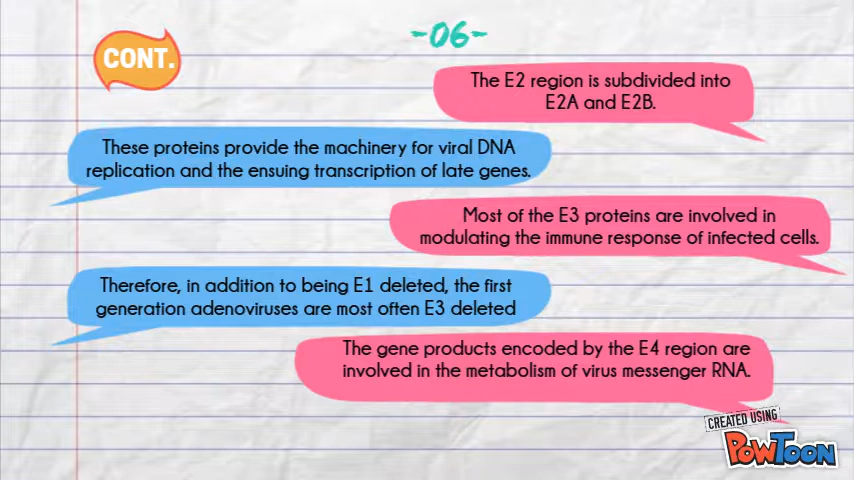 -06-
CONT.
The E2 region is subdivided into
E2A and E2B.
These proteins provide the machinery for viral DNA
replication and the ensuing transcription of late genes.
Most of the E3 proteins are involved in
modulating the immune response of infected cells.
Therefore, in addition to being E1 deleted, the first
generation adenoviruses are most often E3 deleted
The gene products encoded by the E4 region are
involved in the metabolism of virus messenger RNA.
CREATED USING
POWTOON